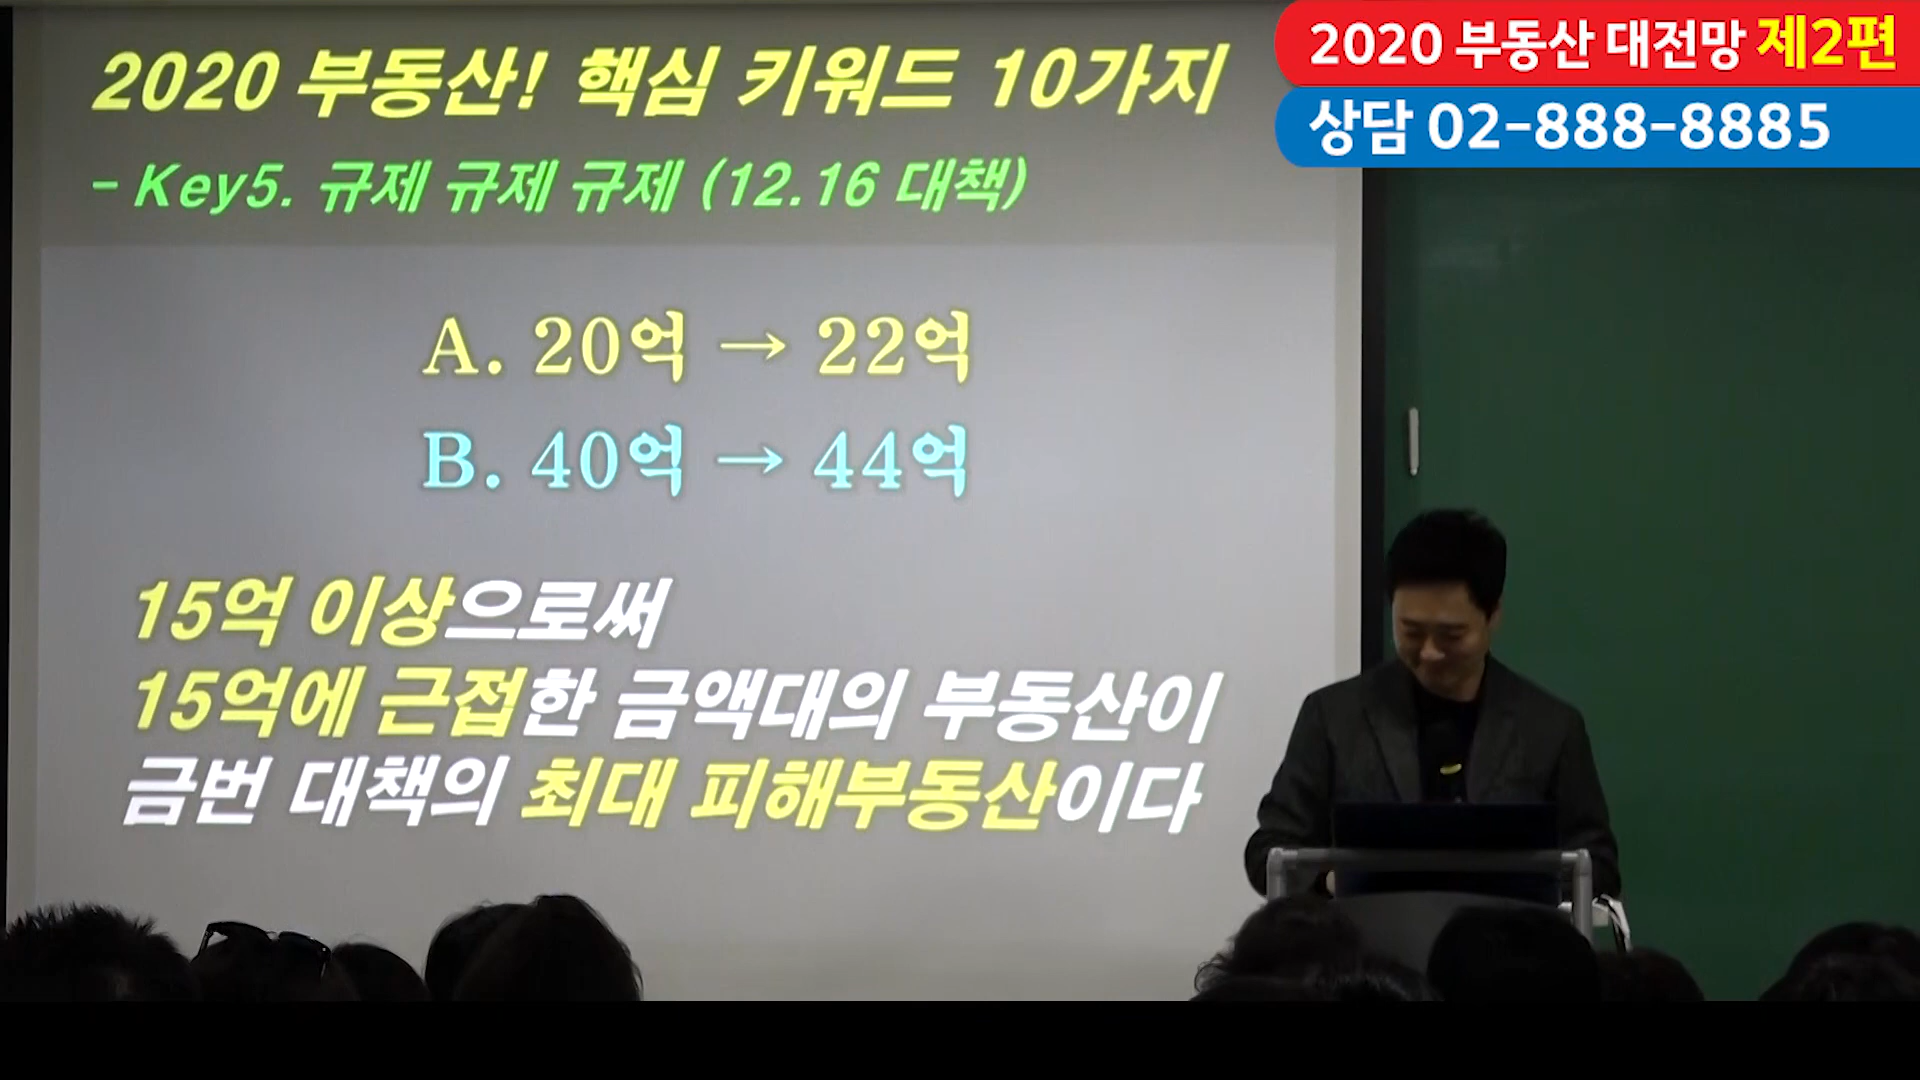 2020 부동산! 핵심 키워드 10가지
- Key5. 규제 규제 규제 (12.16 대책)
A. 20억 → 22억
B. 40억 → 44억
15억 이상으로써
15억에 근접한 금액대의 부동산이
금번 대책의 최대 피해부동산이다
2020 부동산 대전망 제2편
상담 02-888-8885